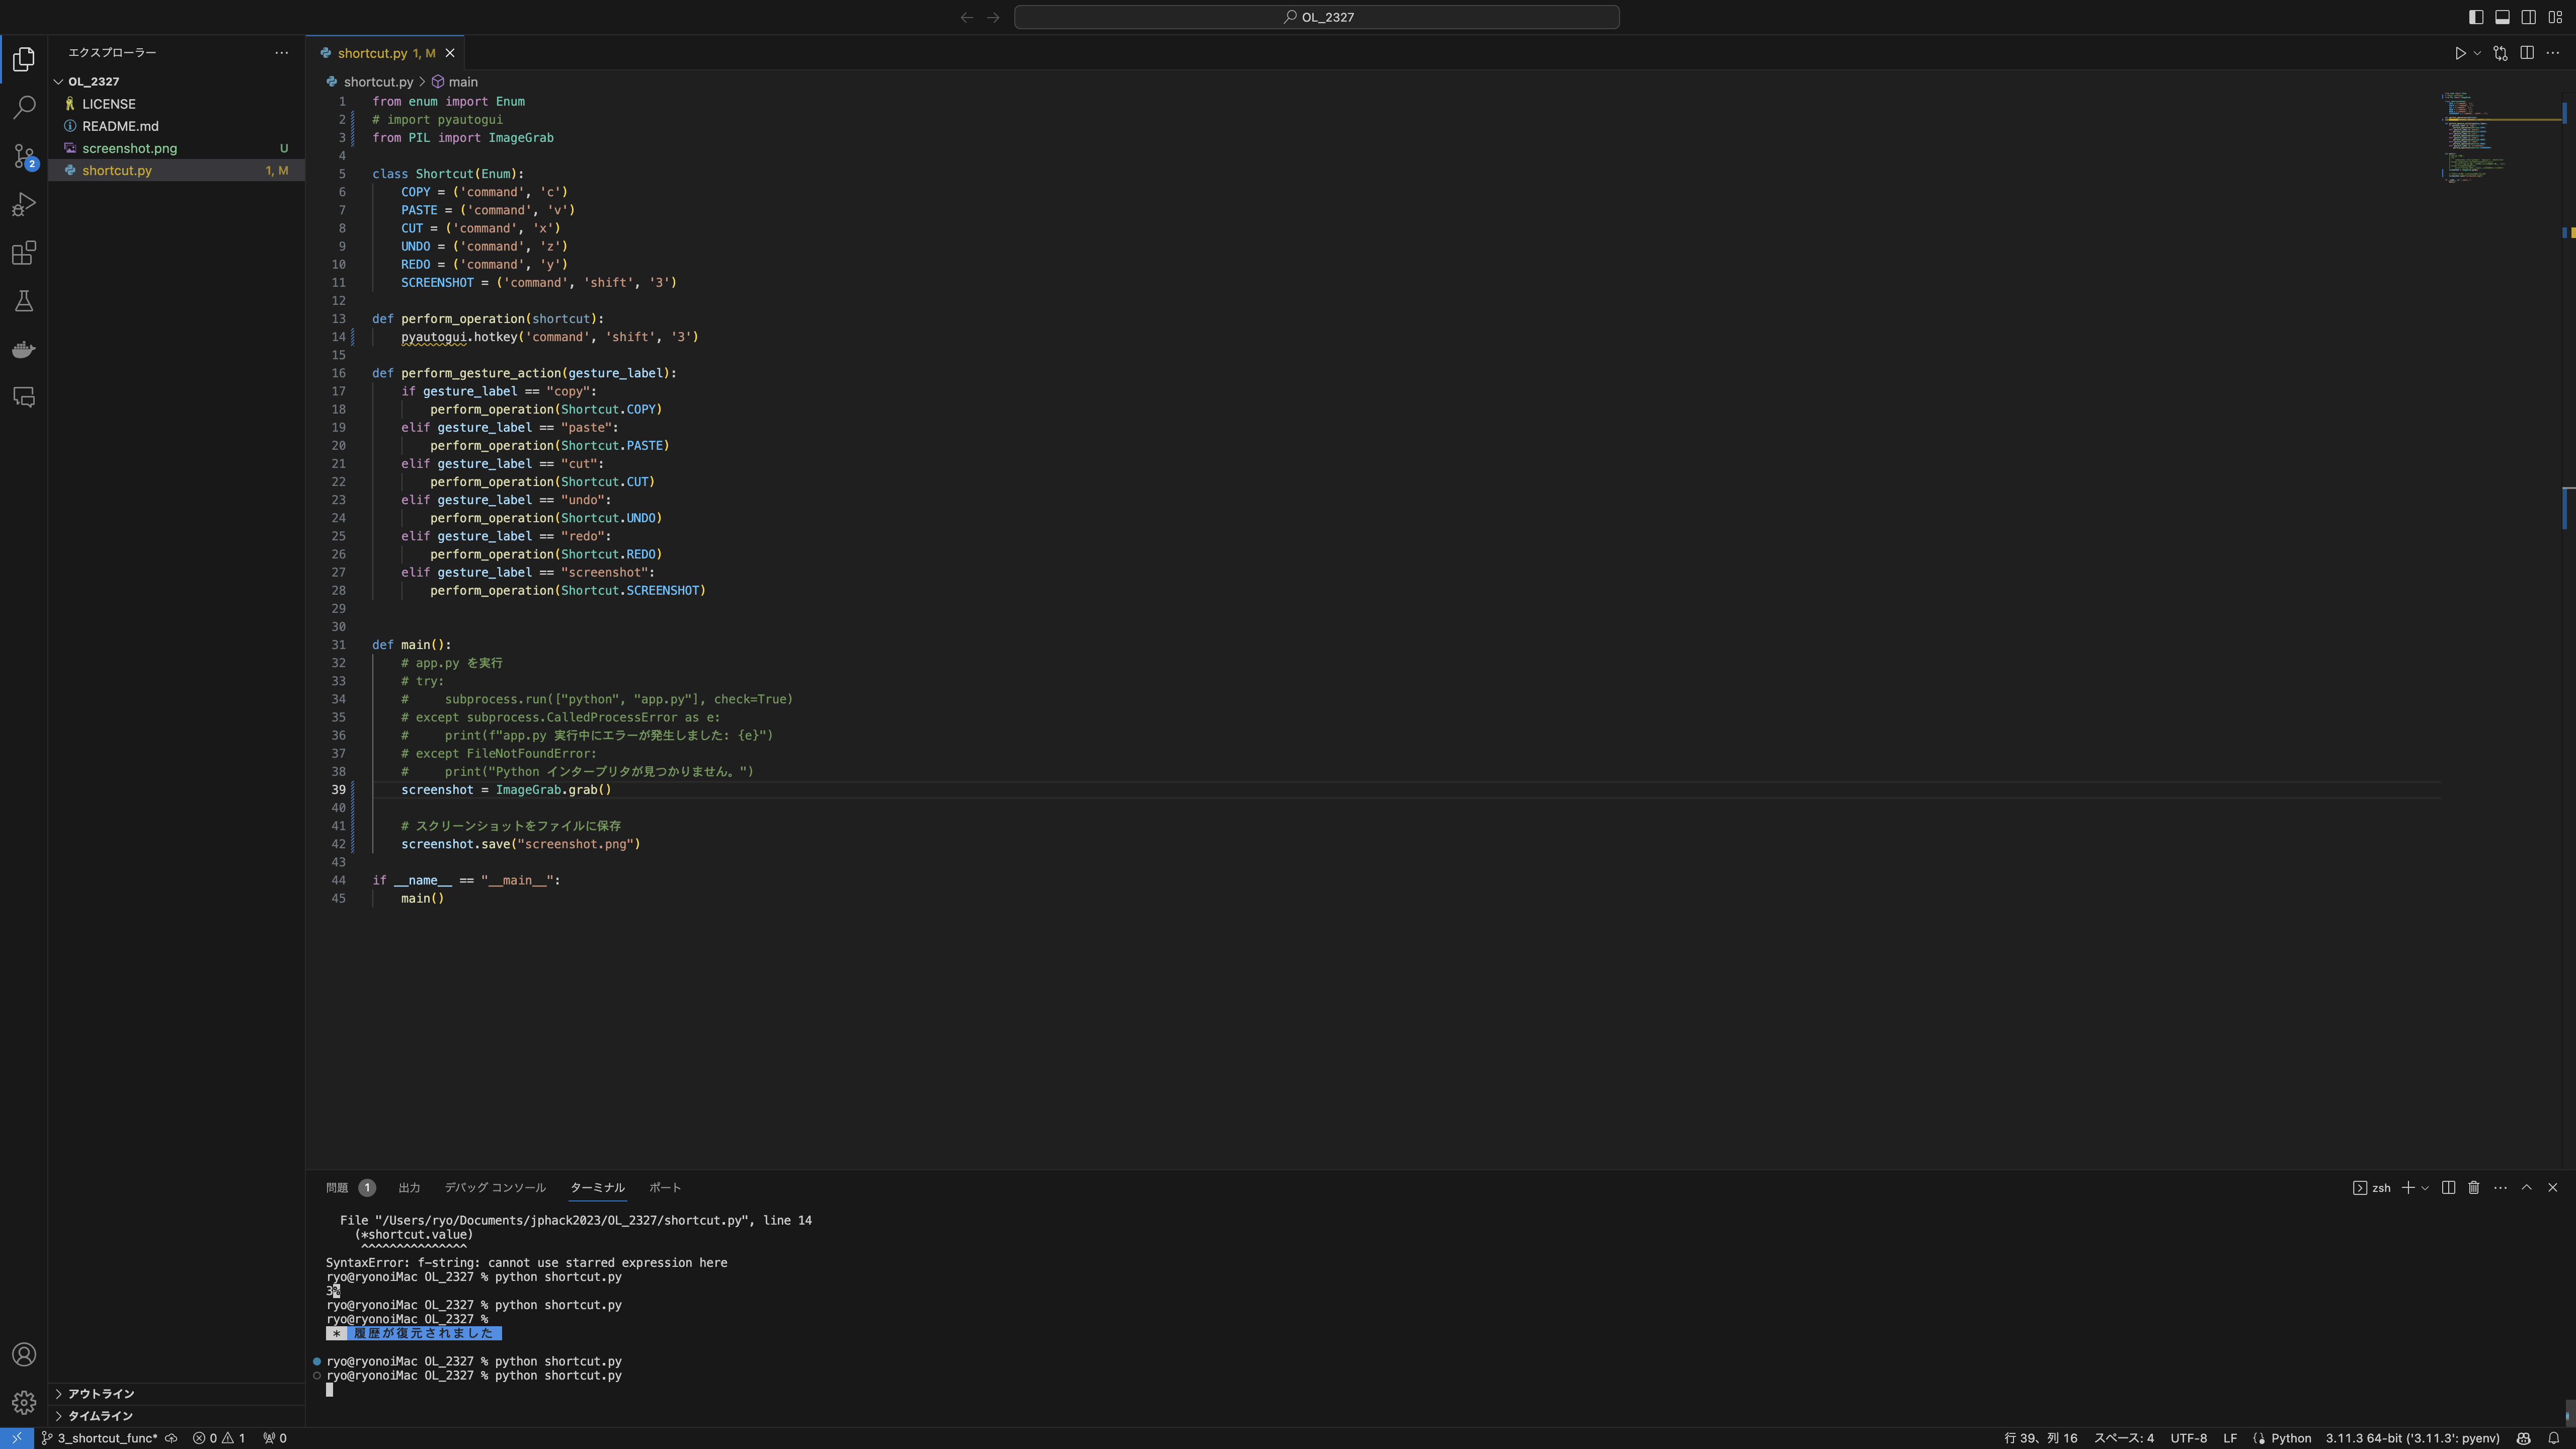 OL_2327
エクスプローラー
OL_2327
LICENSE
README.md
screenshot.png U
shortcut.py 1, M
アウトライン
タイムライン
shortcut.py 1, M
shortcut.py > main
1 from enum import Enum
2 # import pyautogui
3 from PIL import ImageGrab
4
5 class Shortcut(Enum):
6 COPY = ('command', 'c')
7 PASTE = ('command', 'v')
8 CUT = ('command', 'x')
9 UNDO = ('command', 'z')
10 REDO = ('command', 'y')
11 SCREENSHOT = ('command', 'shift', '3')
12
13 def perform_operation(shortcut):
14 pyautogui.hotkey('command', 'shift', '3')
15
16 def perform_gesture_action(gesture_label):
17 if gesture_label == "copy":
18 perform_operation(Shortcut.COPY)
19 elif gesture_label == "paste":
20 perform_operation(Shortcut.PASTE)
21 elif gesture_label == "cut":
22 perform_operation(Shortcut.CUT)
23 elif gesture_label == "undo":
24 perform_operation(Shortcut.UNDO)
25 elif gesture_label == "redo":
26 perform_operation(Shortcut.REDO)
27 elif gesture_label == "screenshot":
28 perform_operation(Shortcut.SCREENSHOT)
29
30
31 def main():
32 # app.py を実行
33 # try:
34 #     subprocess.run(["python", "app.py"], check=True)
35 # except subprocess.CalledProcessError as e:
36 #     print(f"app.py 実行中にエラーが発生しました: {e}")
37 # except FileNotFoundError:
38 #     print("Python インタープリタが見つかりません。")
39 screenshot = ImageGrab.grab()
40
41 # スクリーンショットをファイルに保存
42 screenshot.save("screenshot.png")
43
44 if __name__ == "__main__":
45 main()
問題 1 出力 デバッグ コンソール ターミナル ポート
zsh
File "/Users/ryo/Documents/jphack2023/OL_2327/shortcut.py", line 14
(*shortcut.value)
^^^^^^^^^^^^^^^
SyntaxError: f-string: cannot use starred expression here
ryo@ryonoiMac OL_2327 % python shortcut.py
3%
ryo@ryonoiMac OL_2327 % python shortcut.py
ryo@ryonoiMac OL_2327 %
* 履歴が復元されました
ryo@ryonoiMac OL_2327 % python shortcut.py
ryo@ryonoiMac OL_2327 % python shortcut.py
2
3_shortcut_func* 0 1 0
行 39、列 16 スペース: 4 UTF-8 LF Python 3.11.3 64-bit ('3.11.3': pyenv)